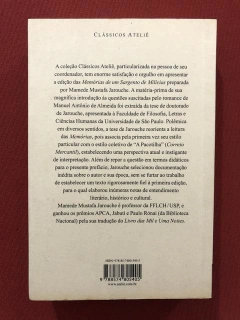 CLÁSSICOS ATELIÊ
A coleção Clássicos Ateliê, particularizada na pessoa de seu
coordenador, tem enorme satisfação e orgulho em apresentar
a edição das Memórias de um Sargento de Milícias preparada
por Mamede Mustafa Jarouche. A matéria-prima de sua
magnífica introdução às questões suscitadas pelo romance de
Manuel Antônio de Almeida foi extraída da tese de doutorado
de Jarouche, apresentada à Faculdade de Filosofia, Letras e
Ciências Humanas da Universidade de São Paulo. Polêmica
em diversos sentidos, a tese de Jarouche reorienta a leitura
das Memórias, pois associa pela primeira vez seu estilo
particular com o estilo coletivo de "A Pacotilha" (Correio
Mercantil), estabelecendo uma perspectiva atual e instigante
de interpretação. Além de repor a questão em termos didáticos
para o presente prefácio, Jarouche selecionou documentação
inédita sobre o autor e sua época, sem se furtar ao trabalho
de estabelecer um texto rigorosamente fiel à primeira edição,
para o qual elaborou inúmeras notas de entendimento
literário, histórico e cultural.
Mamede Mustafa Jarouche é professor da FFLCH/USP, e
ganhou os prêmios APCA, Jabuti e Paulo Rónai (da Biblioteca
Nacional) pela sua tradução do Livro das Mil e Uma Noites.